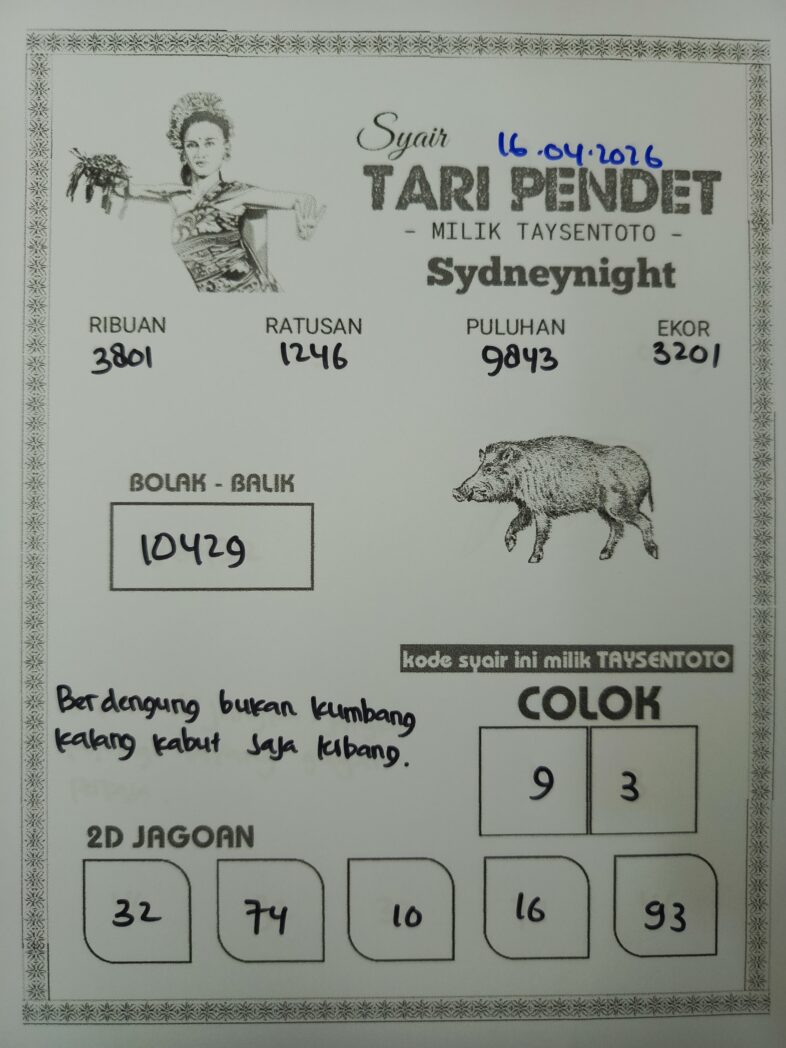 Syair
16.04.2026
TARI PENDET
- MILIK TAYSENTOTO -
Sydneynight
RIBUAN RATUSAN PULUHAN EKOR
3801 1246 9843 3201
BOLAK - BALIK
10429
kode syair ini milik TAYSENTOTO
Berdengung bukan kumbang
kalang kabut saja kibang.
COLOK
9 3
2D JAGOAN
32 74 10 16 93